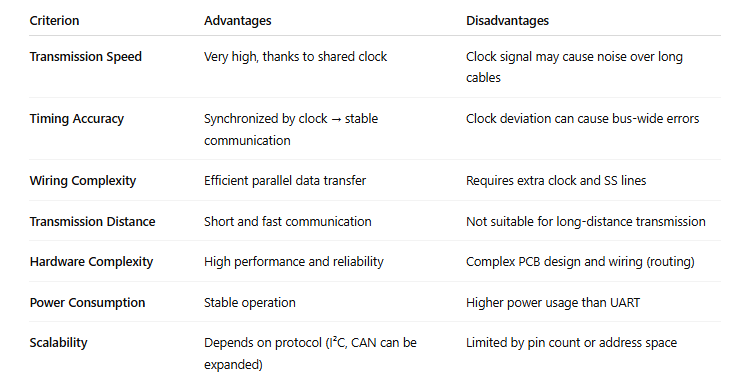 Criterion Advantages Disadvantages
Transmission Speed Very high, thanks to shared clock Clock signal may cause noise over long
cables
Timing Accuracy Synchronized by clock → stable Clock deviation can cause bus-wide errors
communication
Wiring Complexity Efficient parallel data transfer Requires extra clock and SS lines
Transmission Distance Short and fast communication Not suitable for long-distance transmission
Hardware Complexity High performance and reliability Complex PCB design and wiring (routing)
Power Consumption Stable operation Higher power usage than UART
Scalability Depends on protocol (I²C, CAN can be Limited by pin count or address space
expanded)